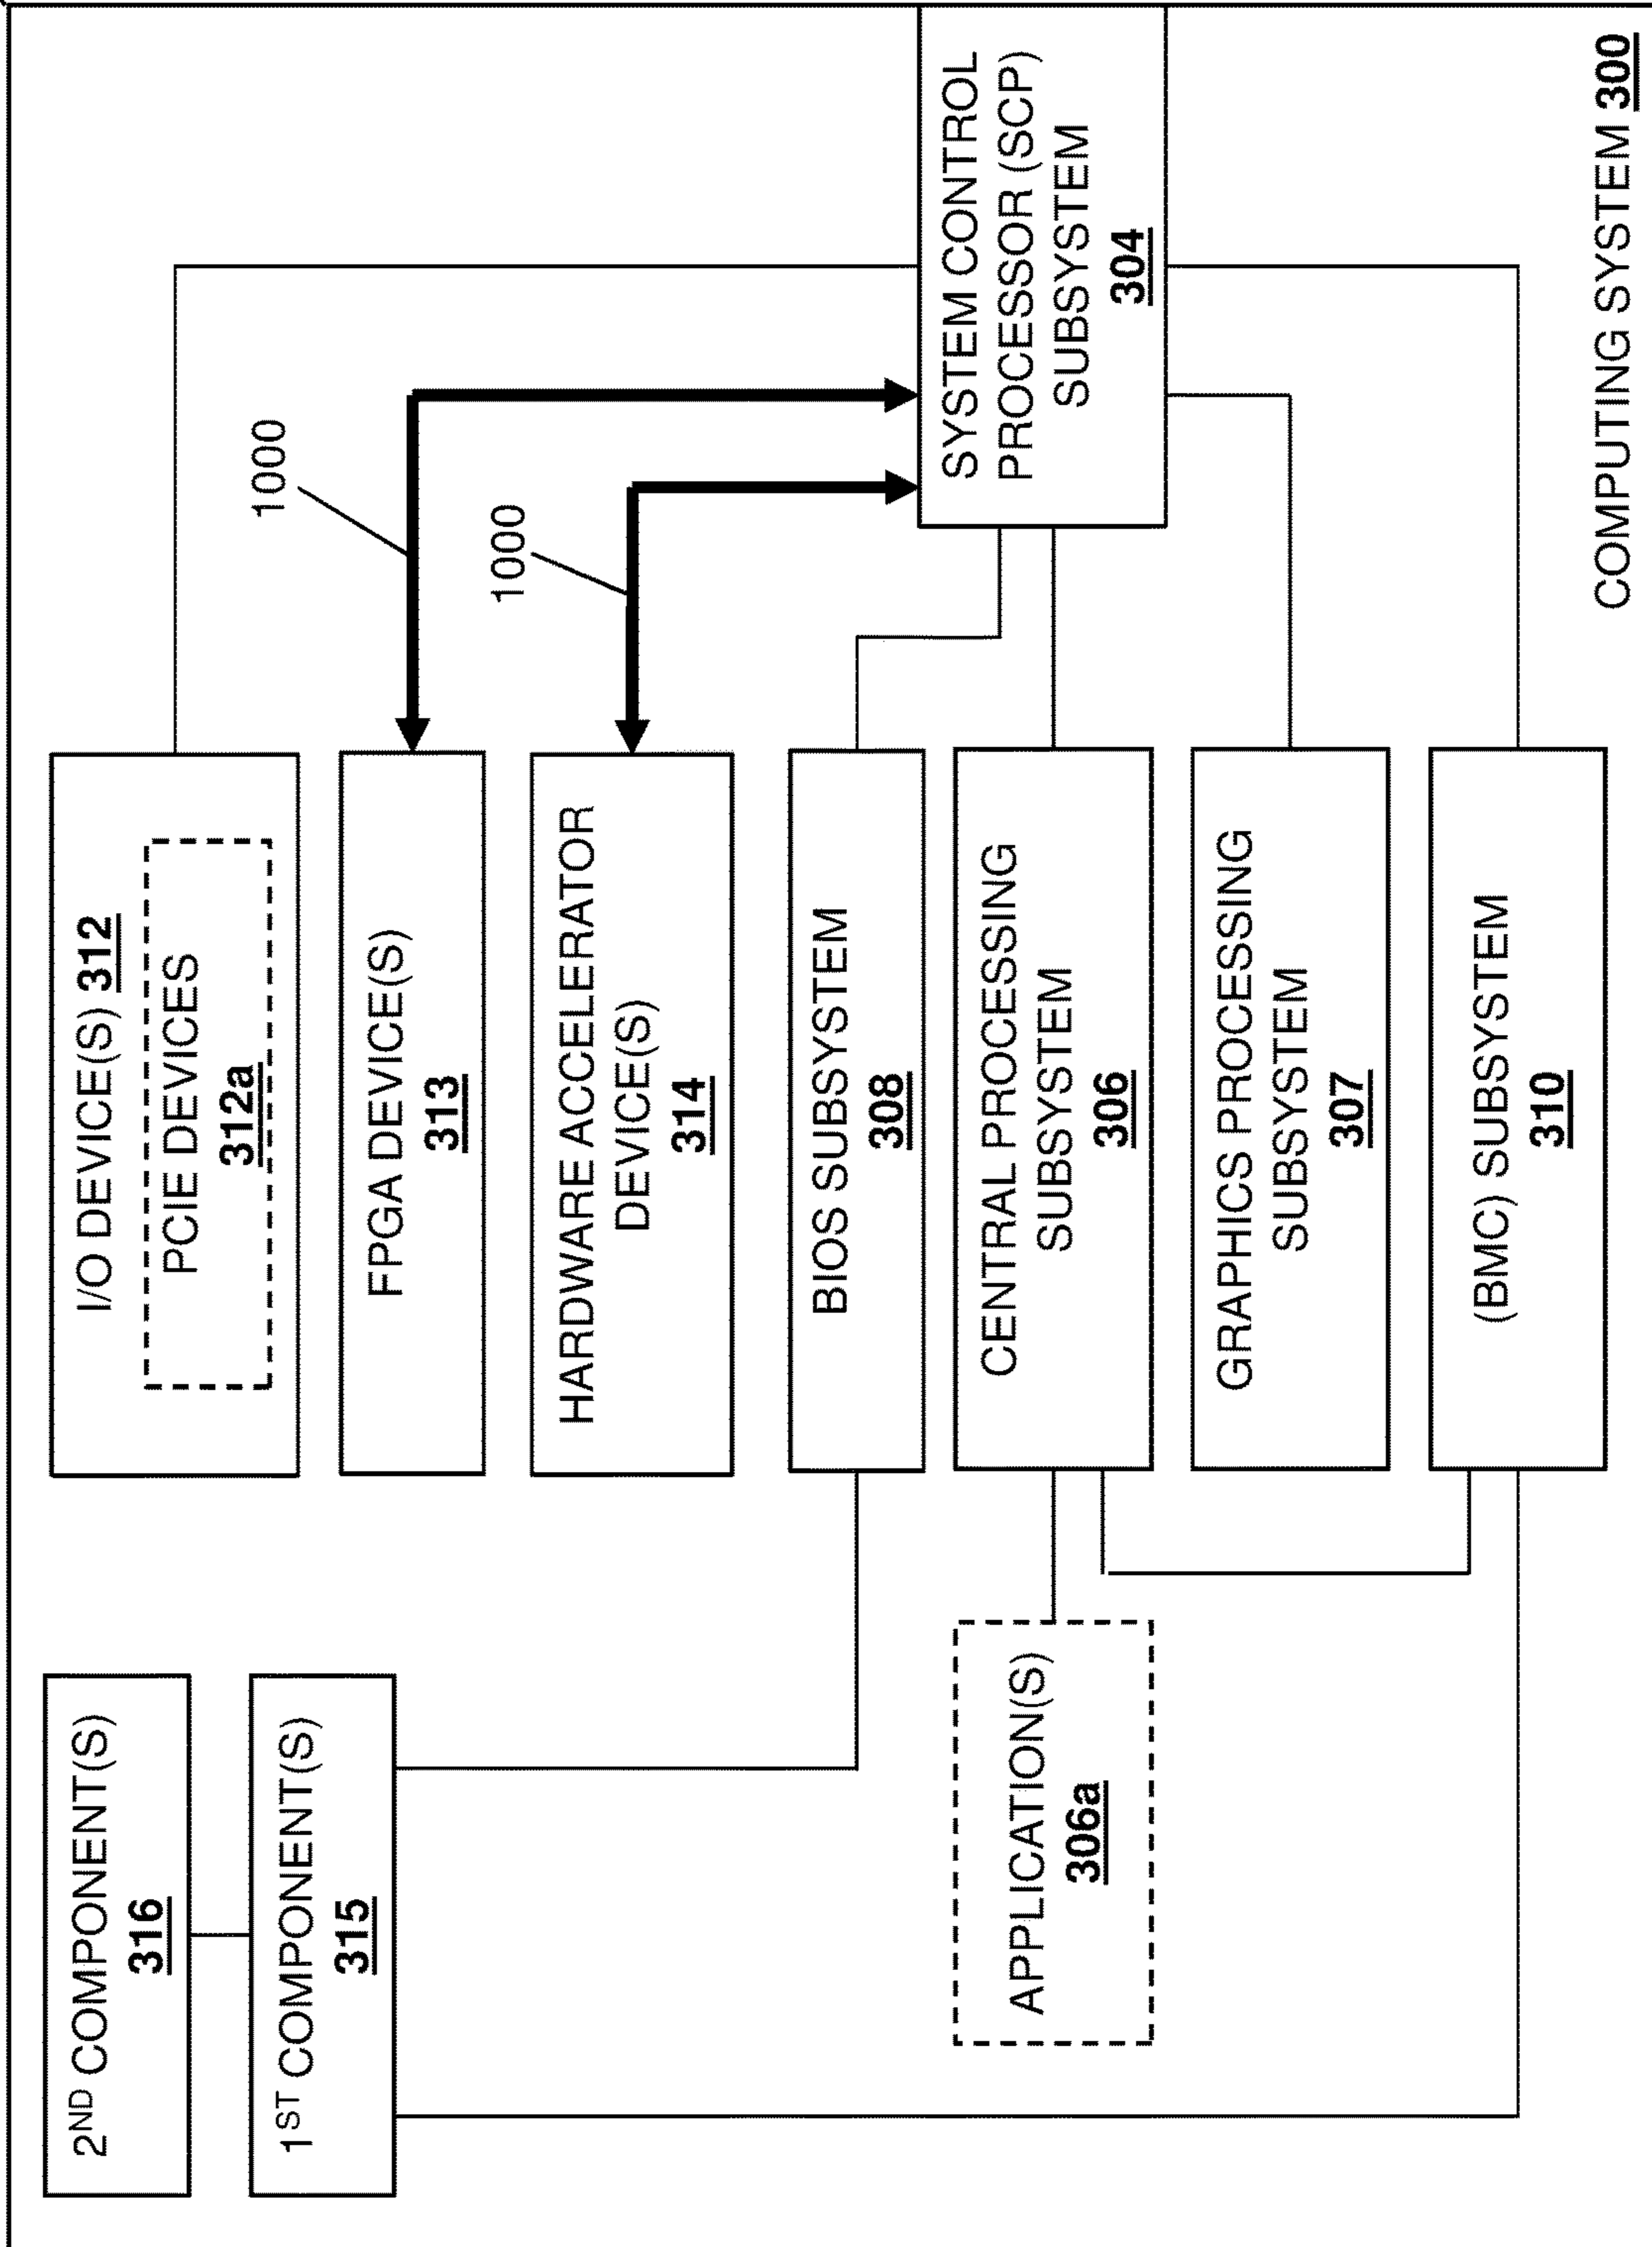 2ND COMPONENT(S)
316
1ST COMPONENT(S)
315
APPLICATION(S)
306a
I/O DEVICE(S) 312
PCIE DEVICES
312a
FPGA DEVICE(S)
313
HARDWARE ACCELERATOR
DEVICE(S)
314
BIOS SUBSYSTEM
308
CENTRAL PROCESSING
SUBSYSTEM
306
GRAPHICS PROCESSING
SUBSYSTEM
307
(BMC) SUBSYSTEM
310
1000
1000
SYSTEM CONTROL
PROCESSOR (SCP)
SUBSYSTEM
304
COMPUTING SYSTEM 300